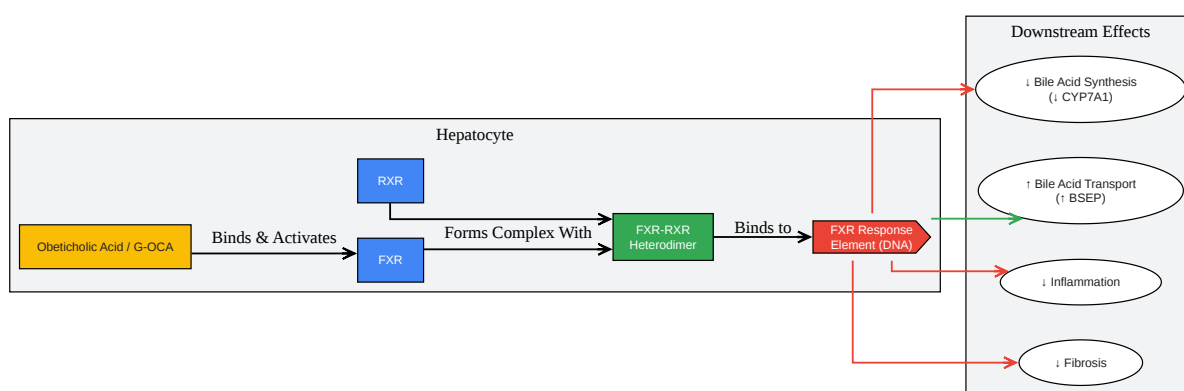 Downstream Effects
↓ Bile Acid Synthesis
(↓ CYP7A1)
Hepatocyte
RXR
↑ Bile Acid Transport
(↑ BSEP)
Obeticholic Acid / G-OCA
Binds & Activates
FXR
Forms Complex With
FXR-RXR
Heterodimer
Binds to
FXR Response
Element (DNA)
↓ Inflammation
↓ Fibrosis